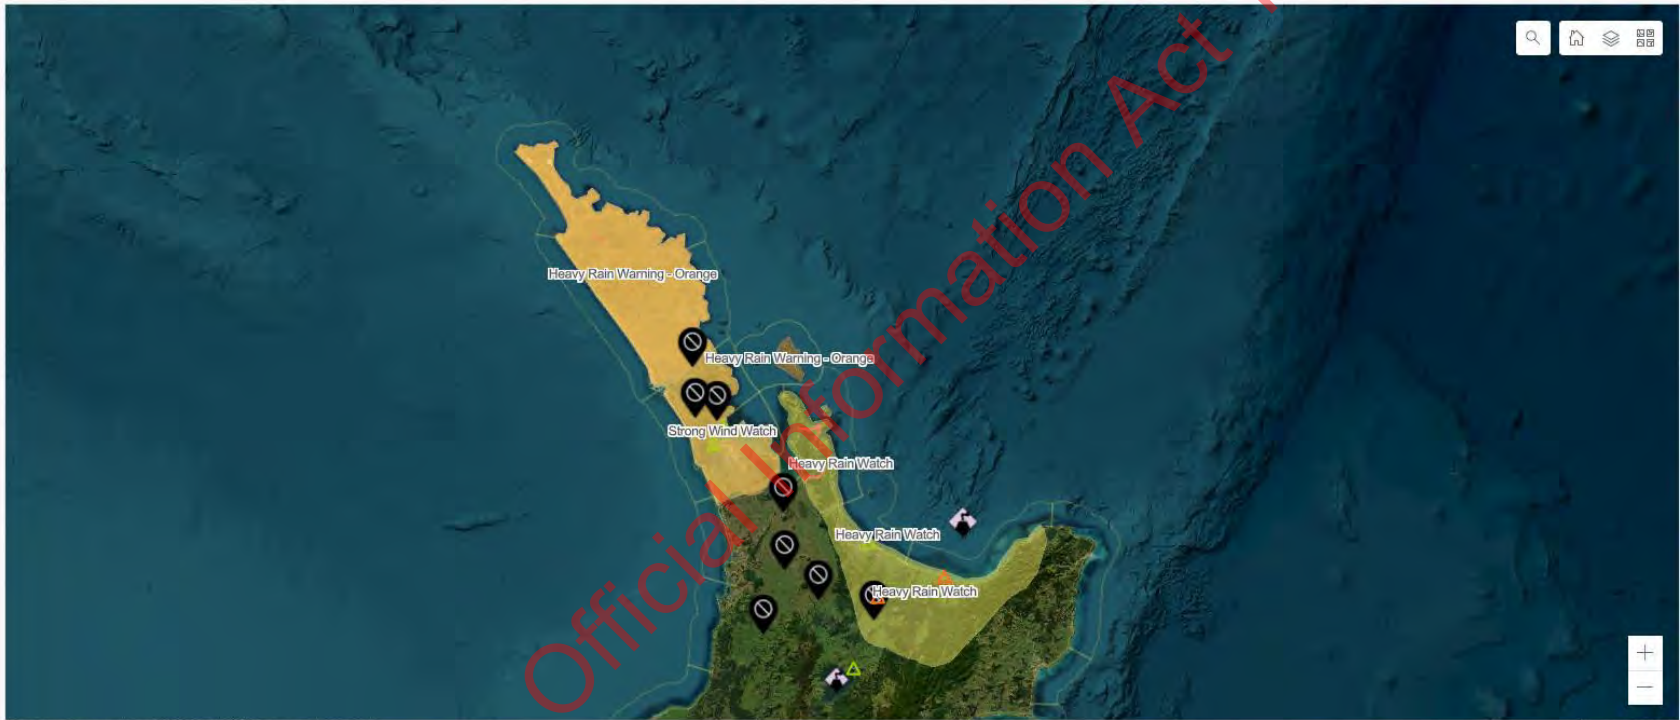 Heavy Rain Warning - Orange
Heavy Rain Warning - Orange
Strong Wind Watch
Heavy Rain Watch
Heavy Rain Watch
Heavy Rain Watch
Official Information Act